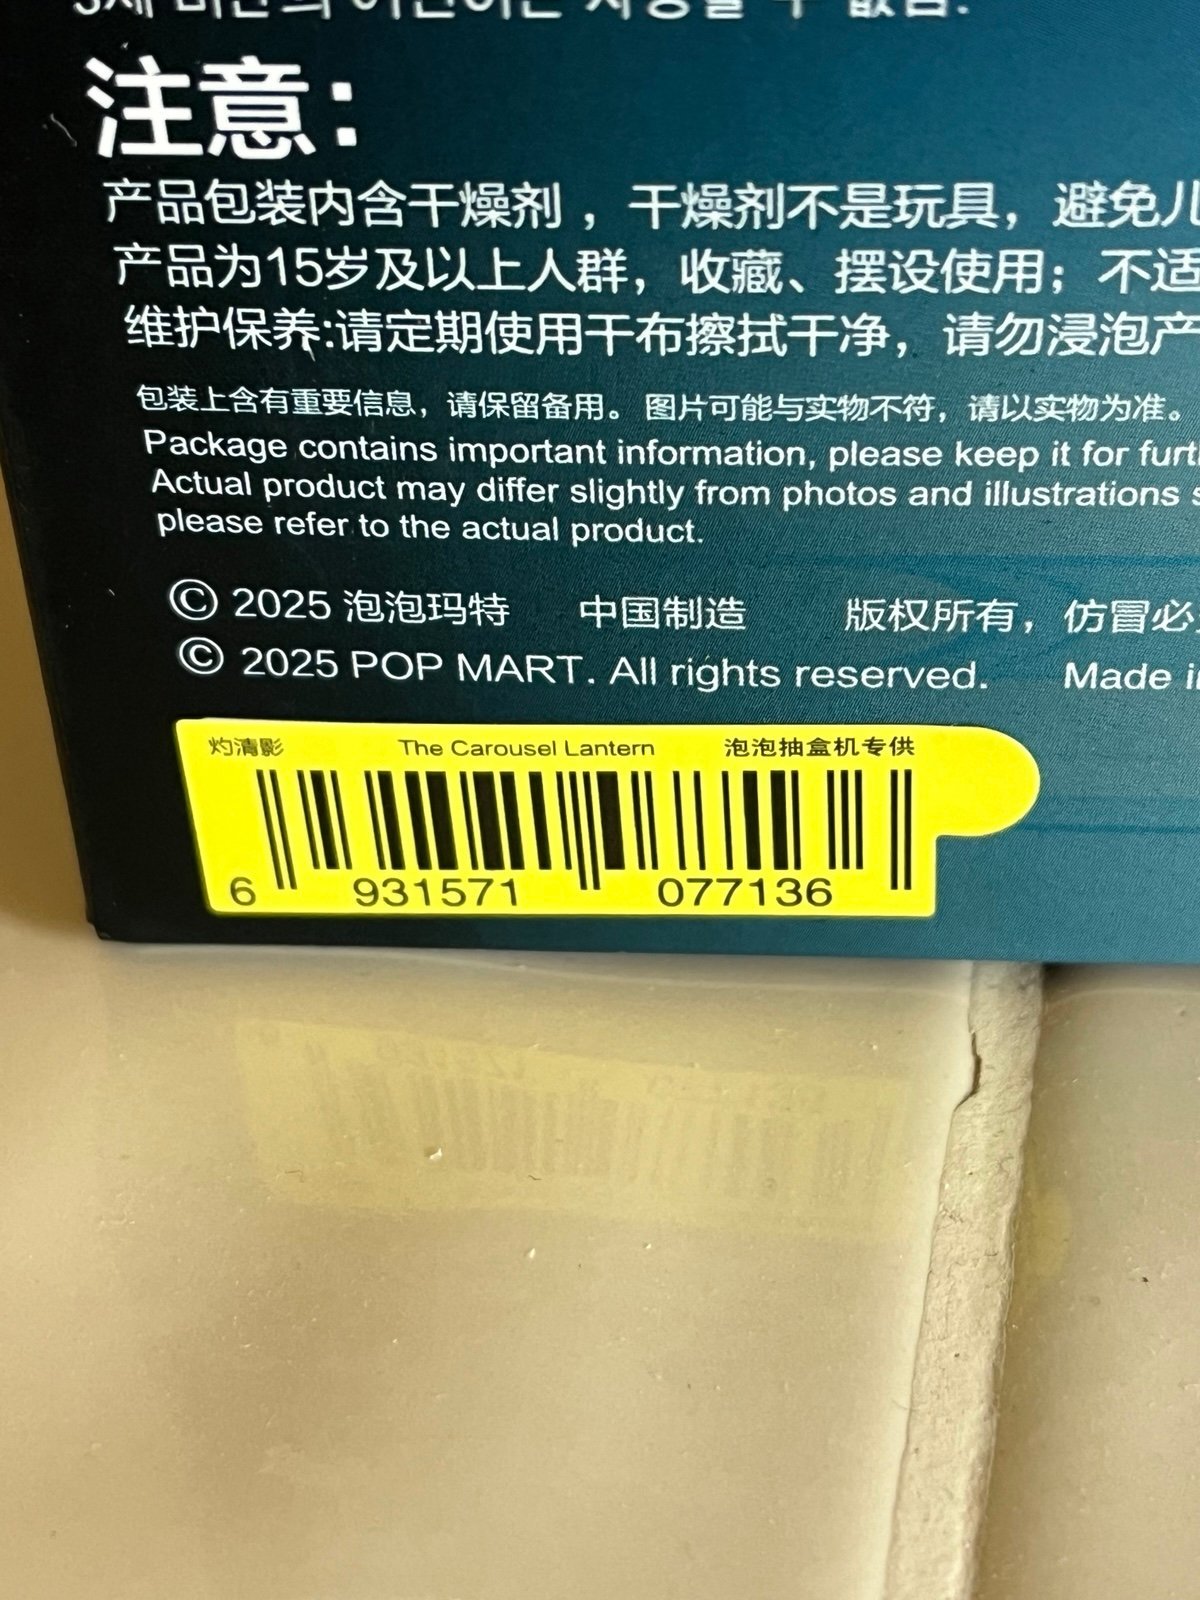 注意：
产品包装内含干燥剂，干燥剂不是玩具，避免儿
产品为15岁及以上人群，收藏、摆设使用；不适
维护保养:请定期使用干布擦拭干净，请勿浸泡产
包装上含有重要信息，请保留备用。图片可能与实物不符，请以实物为准。
Package contains important information, please keep it for furt
Actual product may differ slightly from photos and illustrations
please refer to the actual product.
© 2025 泡泡玛特 中国制造 版权所有，仿冒必
© 2025 POP MART. All rights reserved. Made
灼清影 The Carousel Lantern 泡泡抽盒机专供
6 931571 077136